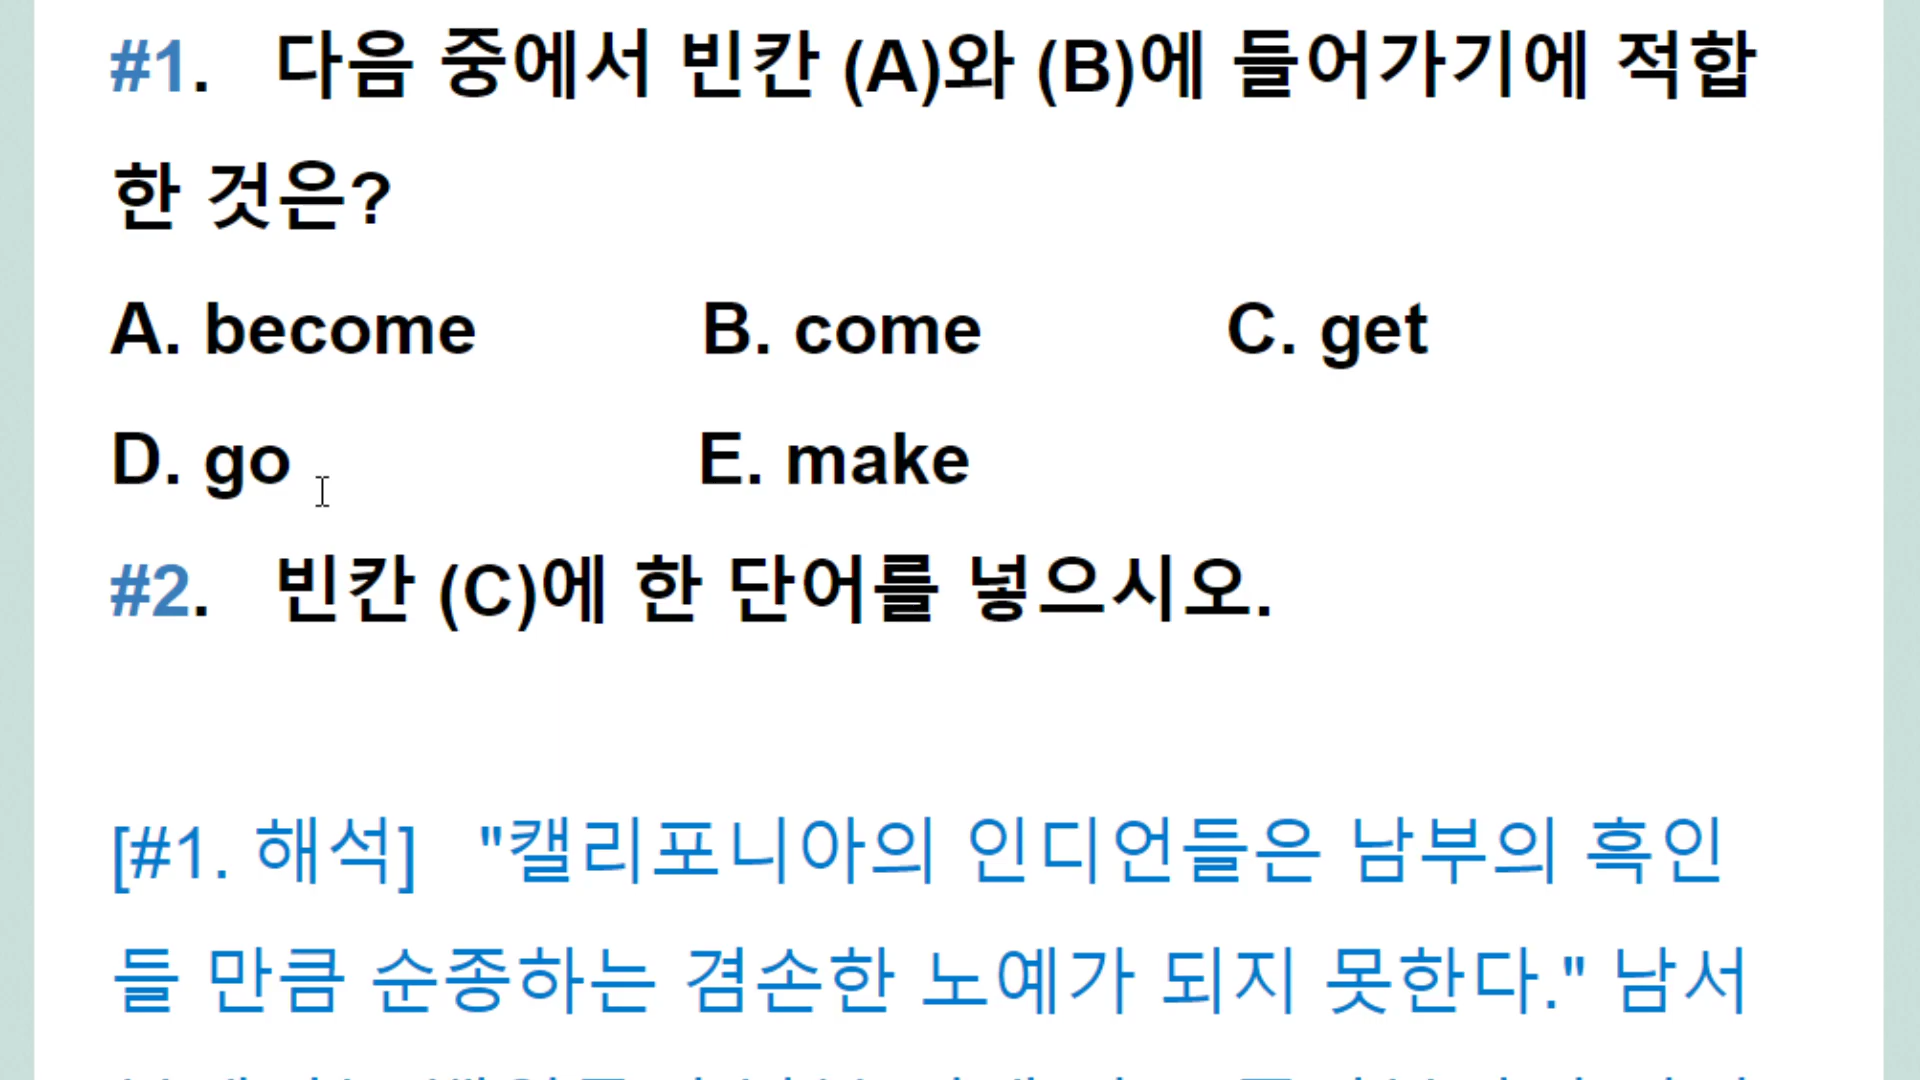 #1. 다음 중에서 빈칸 (A)와 (B)에 들어가기에 적합
한 것은?
A. become B. come C. get
D. go E. make
#2. 빈칸 (C)에 한 단어를 넣으시오.
[#1. 해석] "캘리포니아의 인디언들은 남부의 흑인
들 만큼 순종하는 겸손한 노예가 되지 못한다." 남서